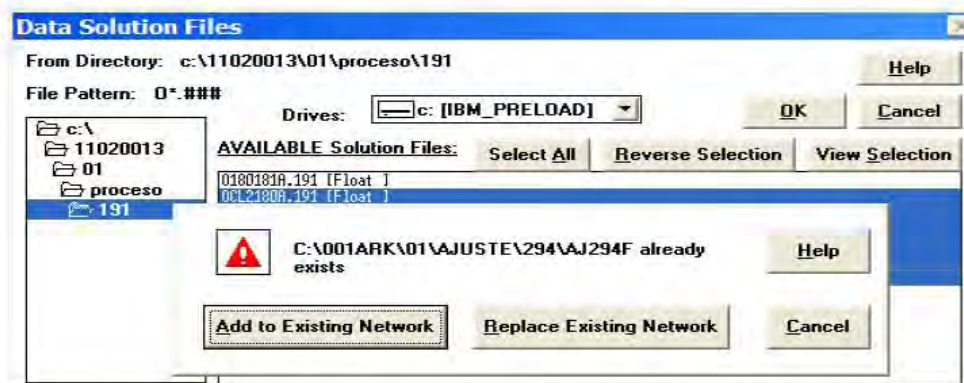 Data Solution Files
From Directory: c:\11020013\01\proceso\191
Help
File Pattern: O*.###
Drives: c: [IBM_PRELOAD]
OK
Cancel
c:\
11020013
01
proceso
191
AVAILABLE Solution Files:
Select All
Reverse Selection
View Selection
0180181A.191 [Float ]
OCL2180A.191 [Float ]
C:\001ARK\01\AJUSTE\294\AJ294F already
exists
Help
Add to Existing Network
Replace Existing Network
Cancel